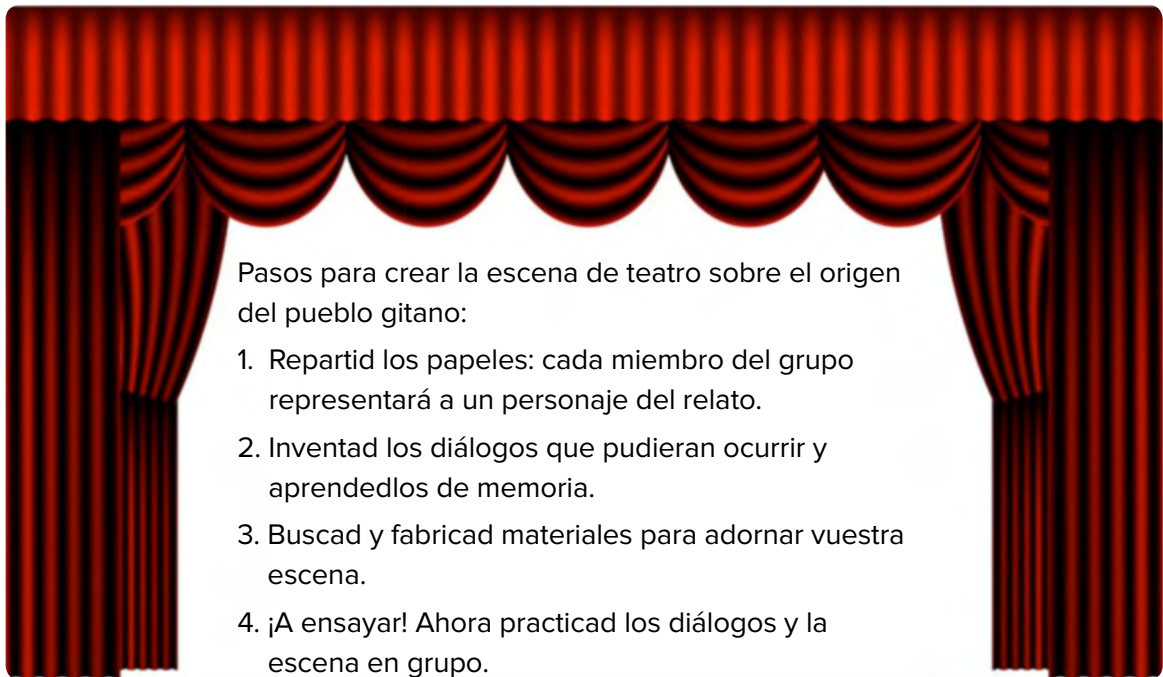 Pasos para crear la escena de teatro sobre el origen
del pueblo gitano:
1. Repartid los papeles: cada miembro del grupo
representará a un personaje del relato.
2. Inventad los diálogos que pudieran ocurrir y
aprendedlos de memoria.
3. Buscad y fabricad materiales para adornar vuestra
escena.
4. ¡A ensayar! Ahora practicad los diálogos y la
escena en grupo.